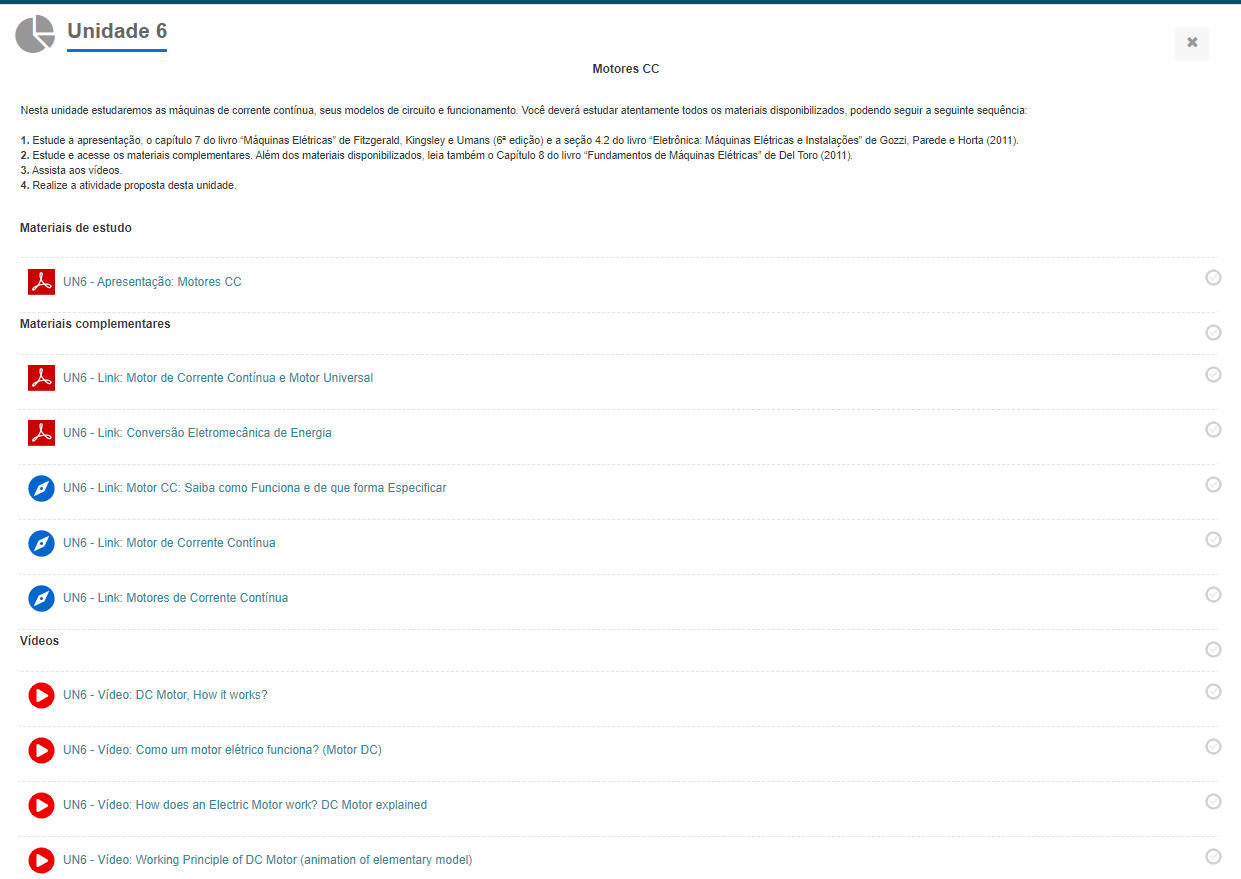 Unidade 6
Motores CC
Nesta unidade estudaremos as máquinas de corrente contínua, seus modelos de circuito e funcionamento. Você deverá estudar atentamente todos os materiais disponibilizados, podendo seguir a seguinte sequência:
1. Estude a apresentação, o capítulo 7 do livro “Máquinas Elétricas” de Fitzgerald, Kingsley e Umans (6ª edição) e a seção 4.2 do livro “Eletrônica: Máquinas Elétricas e Instalações” de Gozzi, Parede e Horta (2011).
2. Estude e acesse os materiais complementares. Além dos materiais disponibilizados, leia também o Capítulo 8 do livro “Fundamentos de Máquinas Elétricas” de Del Toro (2011).
3. Assista aos vídeos.
4. Realize a atividade proposta desta unidade.
Materiais de estudo
UN6 - Apresentação: Motores CC
Materiais complementares
UN6 - Link: Motor de Corrente Contínua e Motor Universal
UN6 - Link: Conversão Eletromecânica de Energia
UN6 - Link: Motor CC: Saiba como Funciona e de que forma Especificar
UN6 - Link: Motor de Corrente Contínua
UN6 - Link: Motores de Corrente Contínua
Vídeos
UN6 - Vídeo: DC Motor, How it works?
UN6 - Vídeo: Como um motor elétrico funciona? (Motor DC)
UN6 - Vídeo: How does an Electric Motor work? DC Motor explained
UN6 - Vídeo: Working Principle of DC Motor (animation of elementary model)